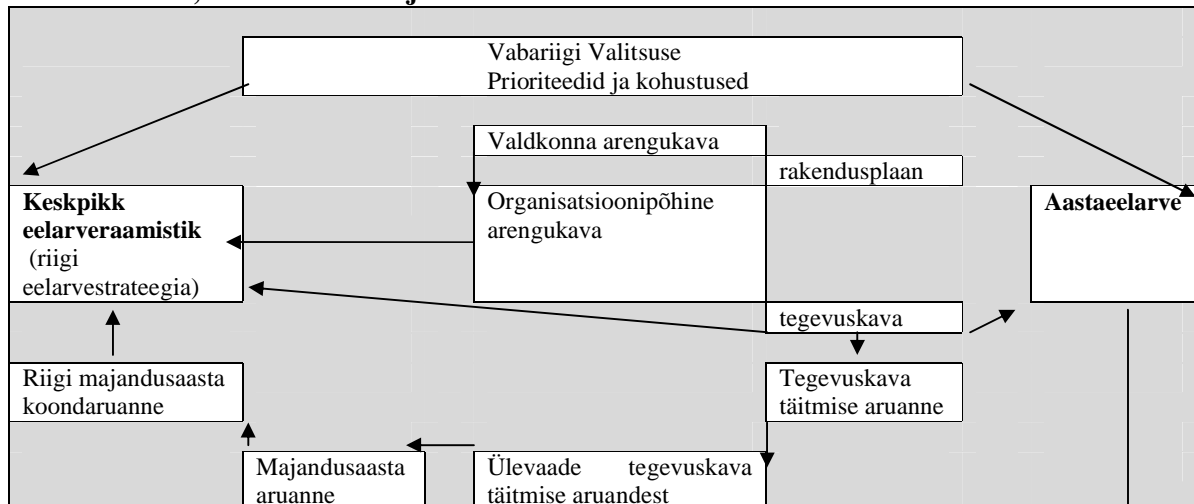 Vabariigi Valitsuse
Prioriteedid ja kohustused
Valdkonna arengukava
rakendusplaan
Keskpikk
eelarveraamistik
(riigi
eelarvestrateegia)
Organisatsioonipõhine
arengukava
Aastaeelarve
tegevuskava
Riigi majandusaasta
koondaruanne
Tegevuskava
täitmise aruanne
Majandusaasta
aruanne
Ülevaade tegevuskava
täitmise aruandest